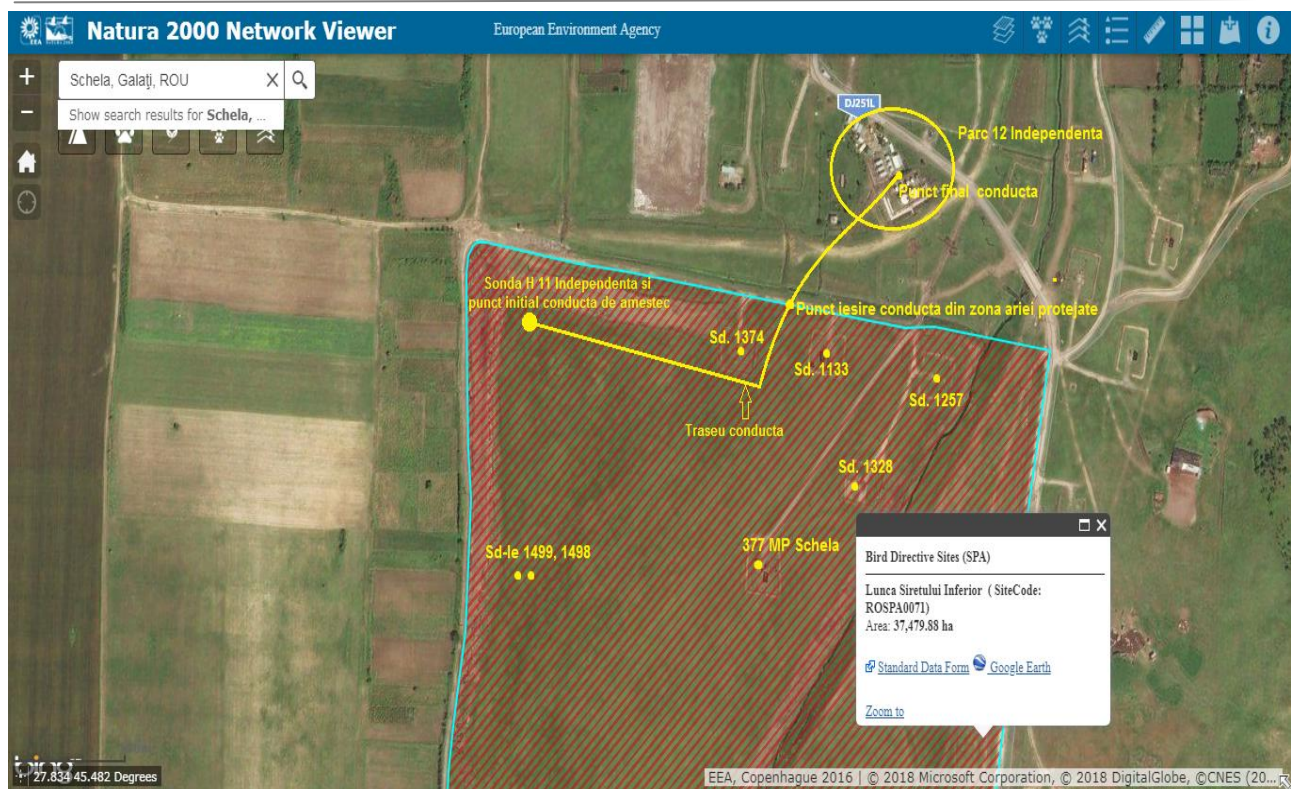 Natura 2000 Network Viewer
European Environment Agency
EEA
Schela, Galaţi, ROU
Show search results for Schela, ...
DJ251L
Parc 12 Independenta
Punct final conducta
Sonda H 11 Independenta si
punct initial conducta de amestec
Punct iesire conducta din zona ariei protejate
Sd. 1374
Sd. 1133
Sd. 1257
Traseu conducta
Sd. 1328
377 MP Schela
Sd-le 1499, 1498
Bird Directive Sites (SPA)
Lunca Siretului Inferior ( SiteCode:
ROSPA0071)
Area: 37,479.88 ha
Standard Data Form Google Earth
Zoom to
bing
27.834 45.482 Degrees
EEA, Copenhague 2016 | © 2018 Microsoft Corporation, © 2018 DigitalGlobe, ©CNES (20...